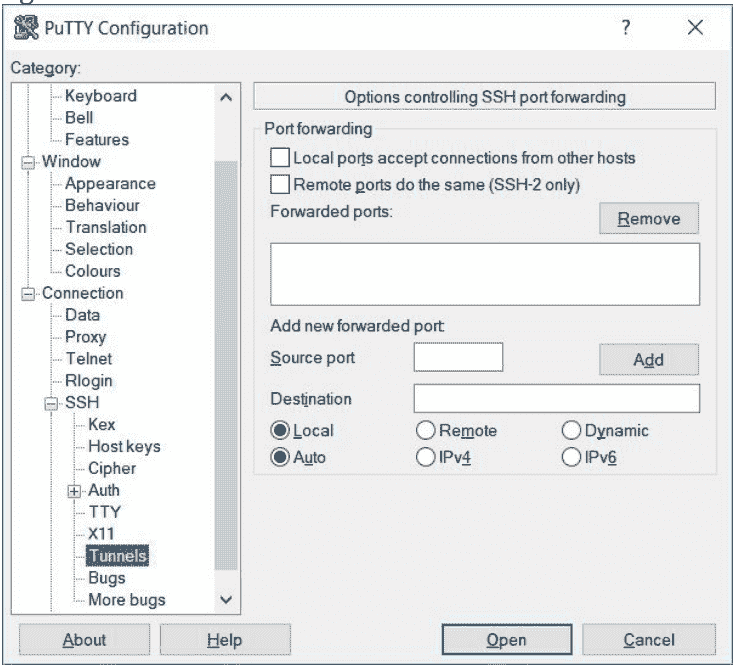 PuTTY Configuration
?
Category:
Keyboard
Bell
Features
Window
Appearance
Behaviour
Translation
Selection
Colours
Connection
Data
Proxy
Telnet
Rlogin
SSH
Kex
Host keys
Cipher
Auth
TTY
X11
Tunnels
Bugs
More bugs
Options controlling SSH port forwarding
Port forwarding
Local ports accept connections from other hosts
Remote ports do the same (SSH-2 only)
Forwarded ports:
Remove
Add new forwarded port:
Source port
Add
Destination
Local Remote Dynamic
Auto IPv4 IPv6
About Help Open Cancel